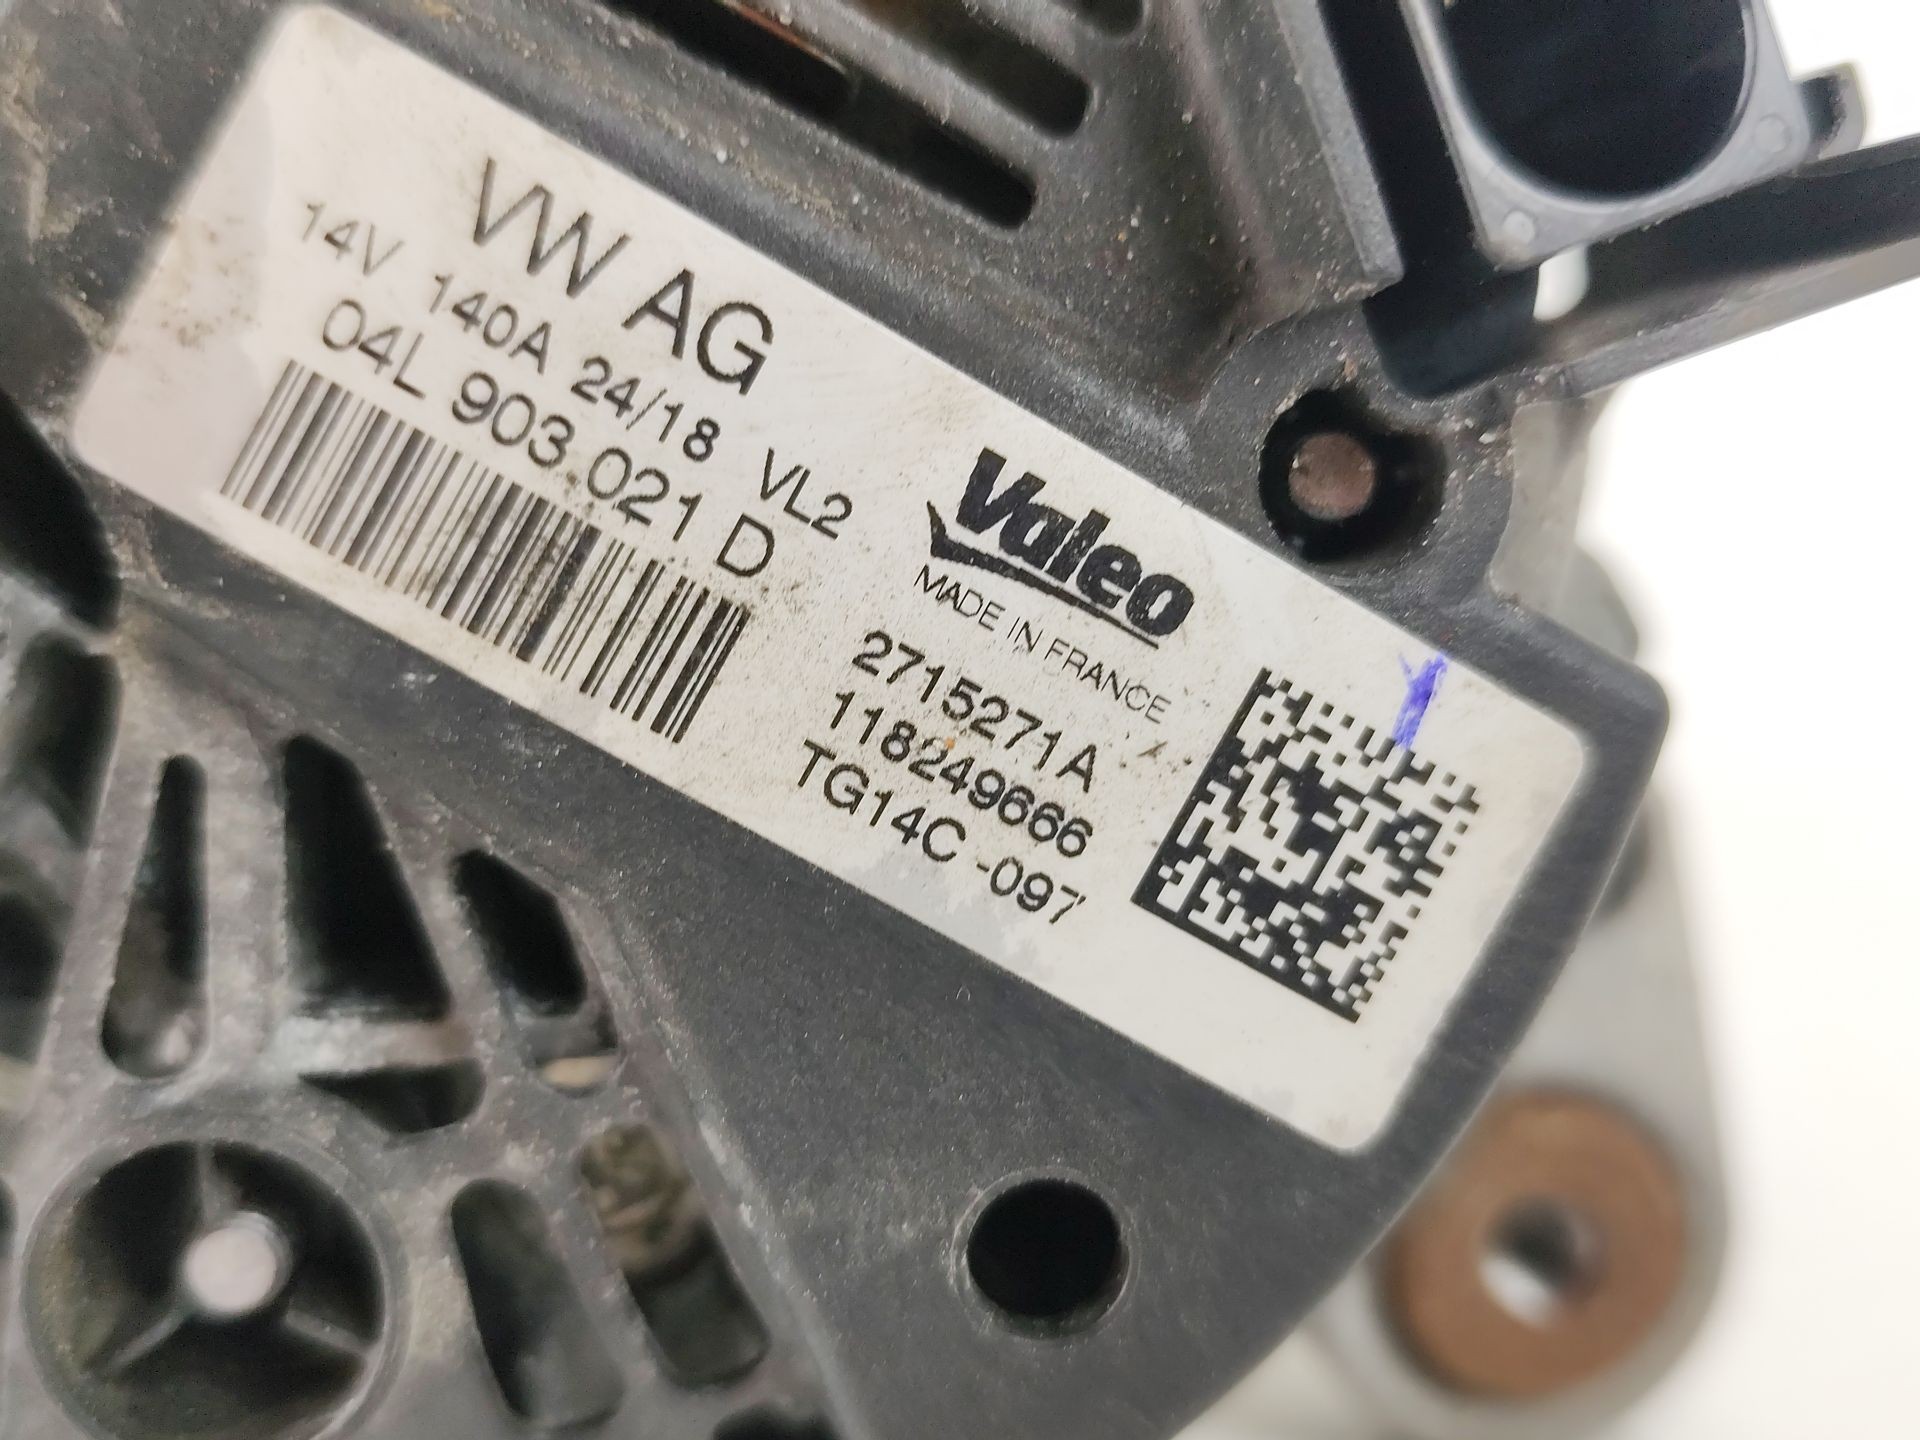 VW AG
14V 140A 24/18 VL2
04L 903 021 D
Valeo
MADE IN FRANCE
2715271A
118249666
TG14C -097